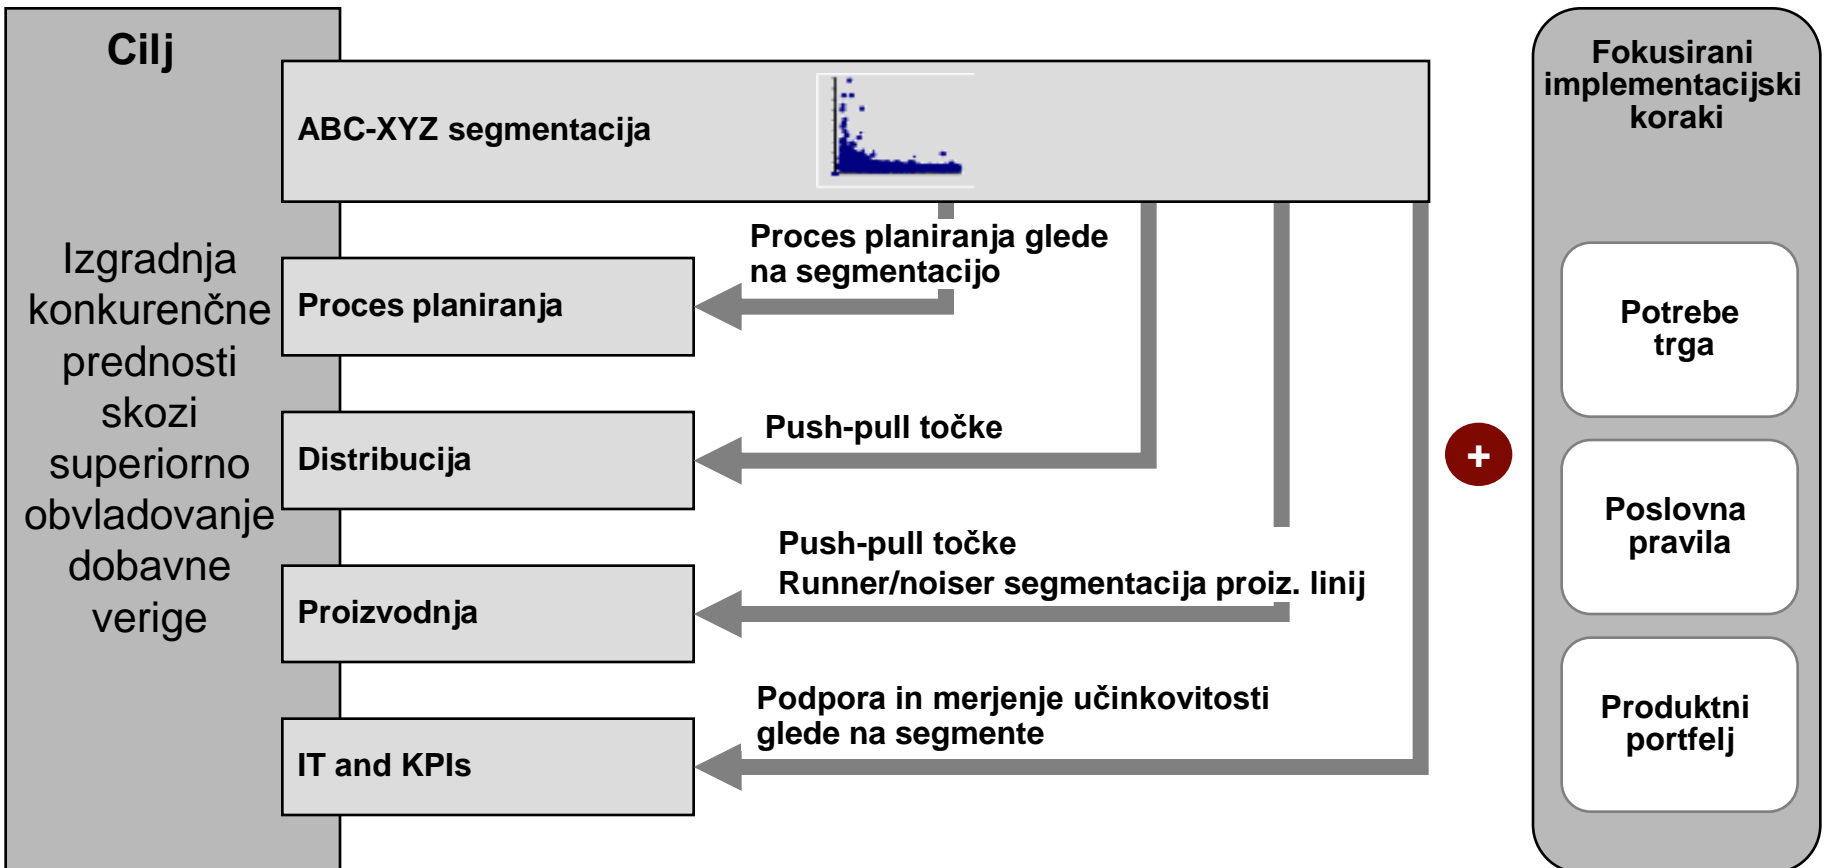 Cilj
Izgradnja
konkurenčne
prednosti
skozi
superiorno
obvladovanje
dobavne
verige
ABC-XYZ segmentacija
Proces planiranja glede
na segmentacijo
Proces planiranja
Push-pull točke
Distribucija
Push-pull točke
Runner/noiser segmentacija proiz. linij
Proizvodnja
Podpora in merjenje učinkovitosti
glede na segmente
IT and KPIs
+
Fokusirani
implementacijski
koraki
Potrebe
trga
Poslovna
pravila
Produktni
portfelj